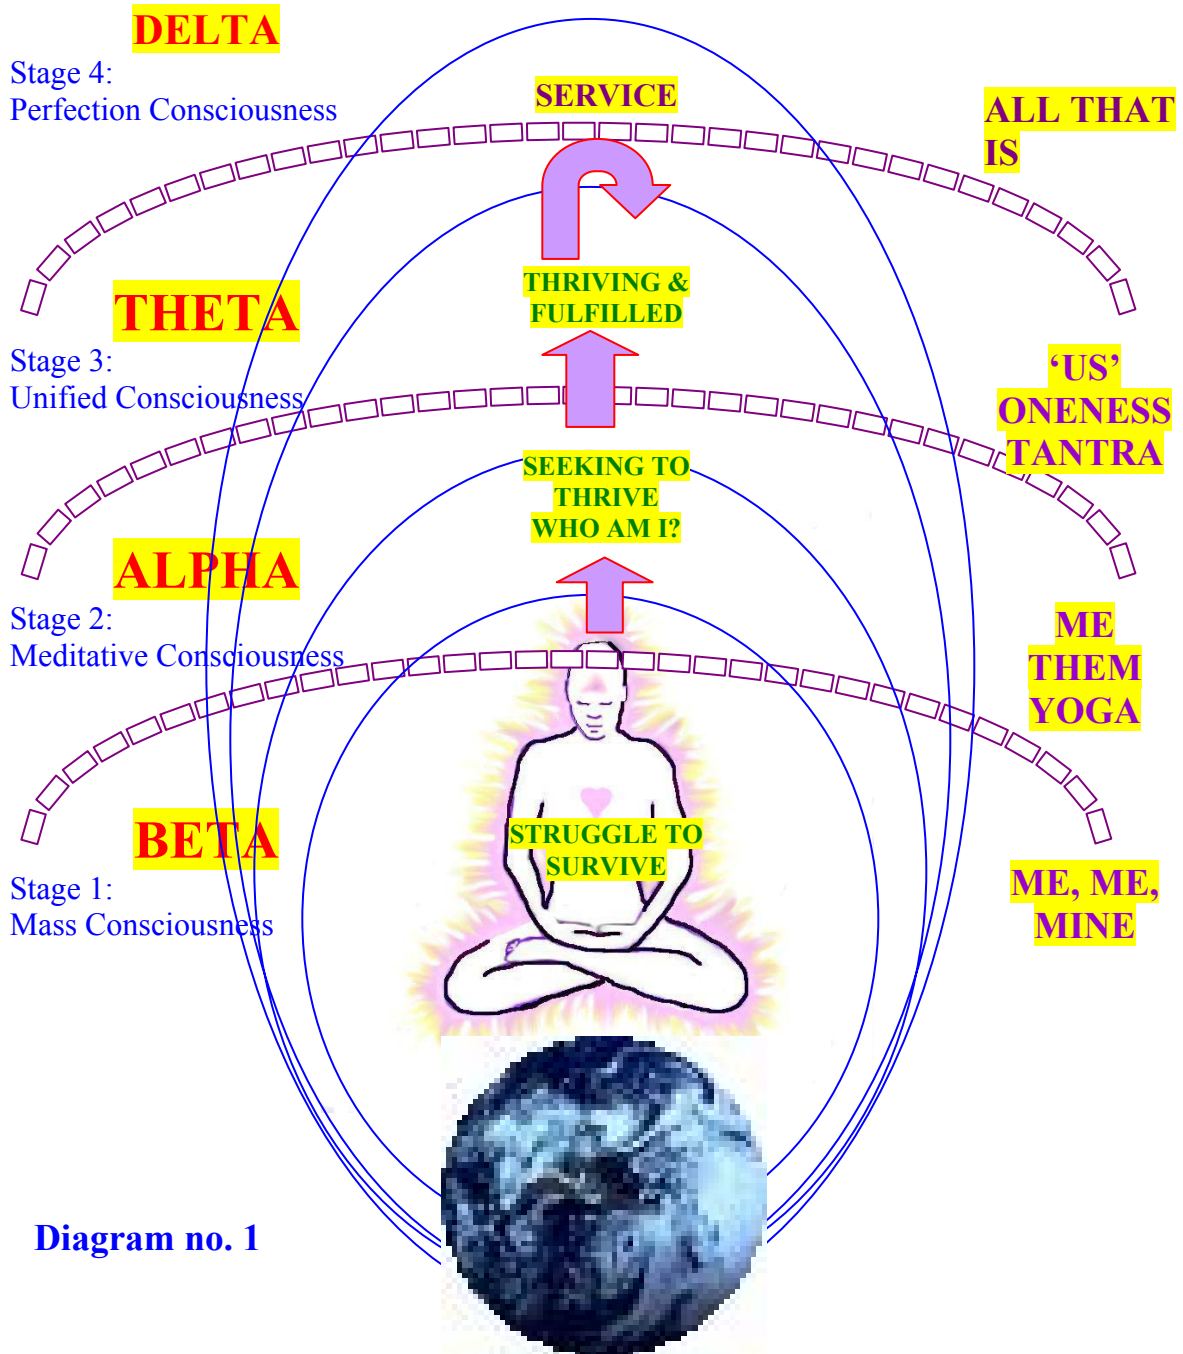 DELTA
Stage 4:
Perfection Consciousness
SERVICE
ALL THAT
IS
THRIVING &
FULFILLED
THETA
Stage 3:
Unified Consciousness
‘US’
ONENESS
TANTRA
SEEKING TO
THRIVE
WHO AM I?
ALPHA
Stage 2:
Meditative Consciousness
ME
THEM
YOGA
BETA
Stage 1:
Mass Consciousness
STRUGGLE TO
SURVIVE
ME, ME,
MINE
Diagram no. 1